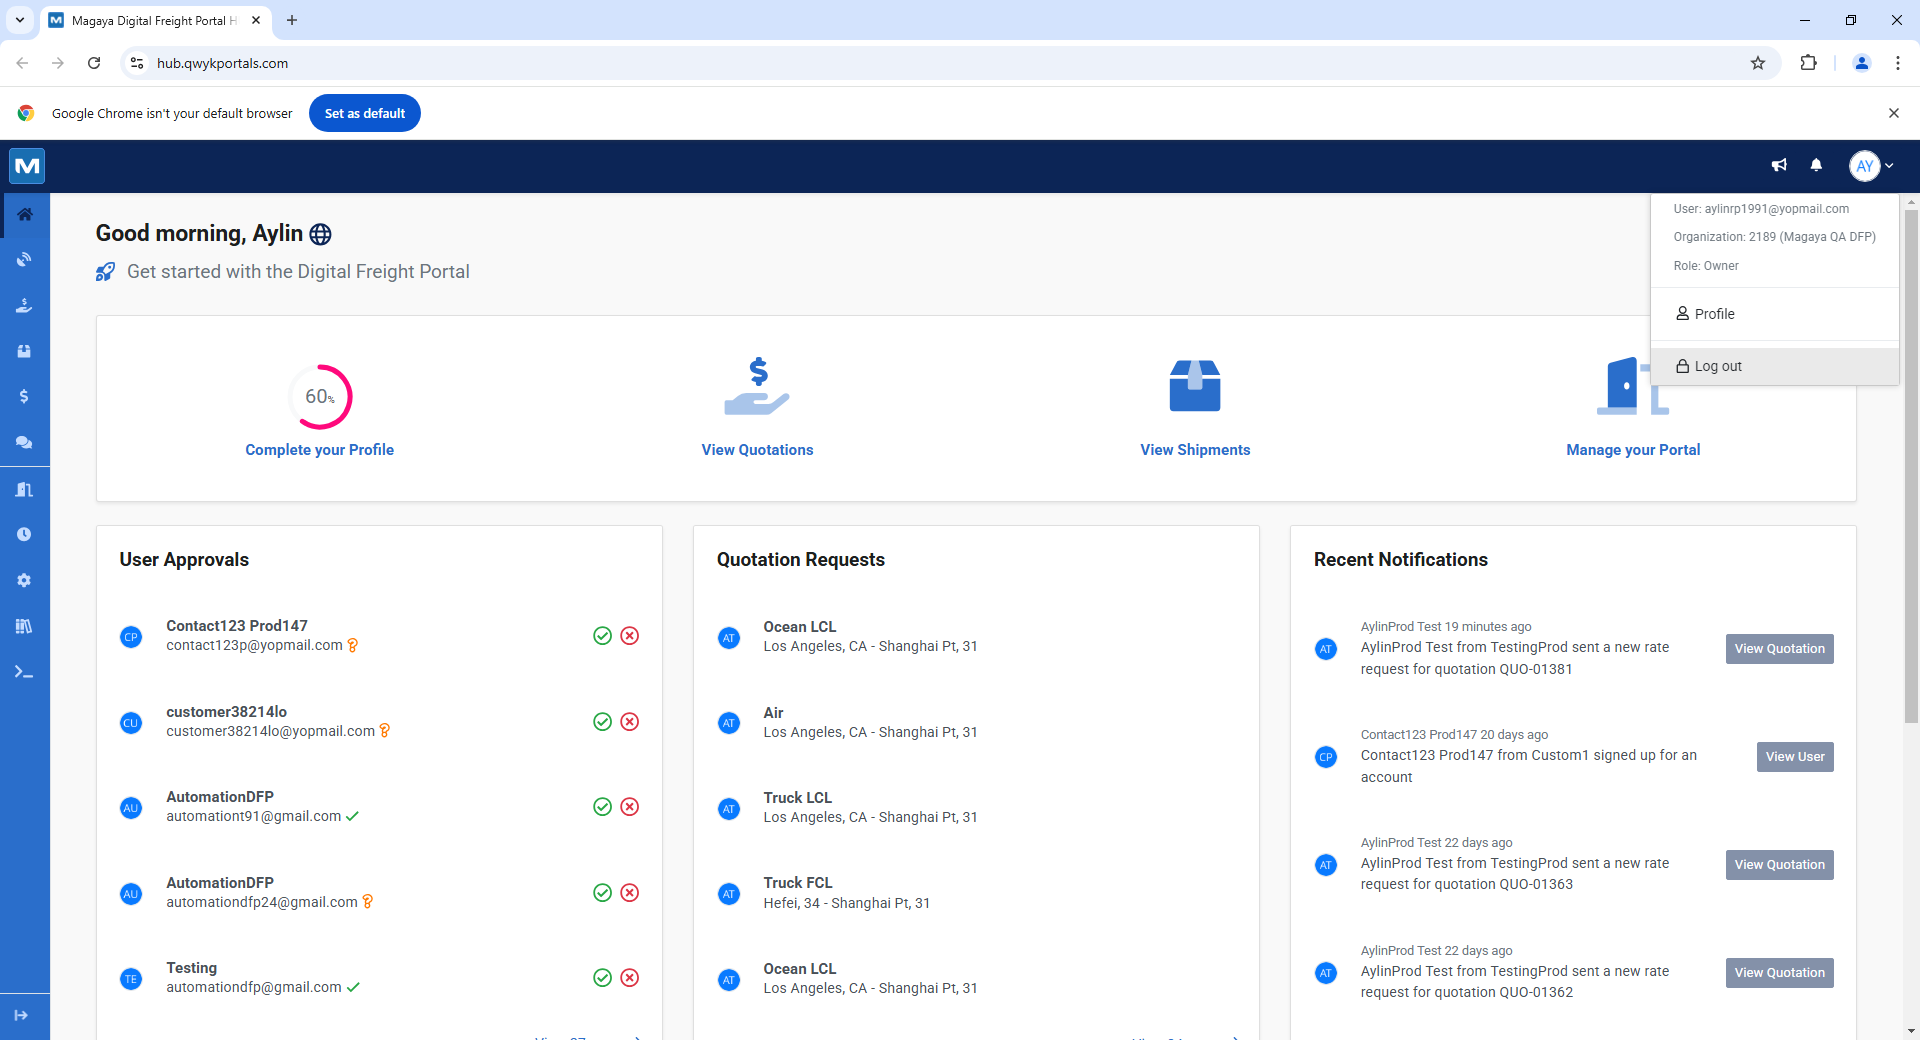 Magaya Digital Freight Portal H
hub.qwykportals.com
Google Chrome isn't your default browser
Set as default
M
AY
User: aylinrp1991@yopmail.com
Organization: 2189 (Magaya QA DFP)
Role: Owner
Profile
Log out
Good morning, Aylin
Get started with the Digital Freight Portal
60%
Complete your Profile
View Quotations
View Shipments
Manage your Portal
User Approvals
CP
Contact123 Prod147
contact123p@yopmail.com
CU
customer38214lo
customer38214lo@yopmail.com
AU
AutomationDFP
automationt91@gmail.com
AU
AutomationDFP
automationdfp24@gmail.com
TE
Testing
automationdfp@gmail.com
Quotation Requests
AT
Ocean LCL
Los Angeles, CA - Shanghai Pt, 31
AT
Air
Los Angeles, CA - Shanghai Pt, 31
AT
Truck LCL
Los Angeles, CA - Shanghai Pt, 31
AT
Truck FCL
Hefei, 34 - Shanghai Pt, 31
AT
Ocean LCL
Los Angeles, CA - Shanghai Pt, 31
Recent Notifications
AT
AylinProd Test 19 minutes ago
AylinProd Test from TestingProd sent a new rate
request for quotation QUO-01381
View Quotation
CP
Contact123 Prod147 20 days ago
Contact123 Prod147 from Custom1 signed up for an
account
View User
AT
AylinProd Test 22 days ago
AylinProd Test from TestingProd sent a new rate
request for quotation QUO-01363
View Quotation
AT
AylinProd Test 22 days ago
AylinProd Test from TestingProd sent a new rate
request for quotation QUO-01362
View Quotation